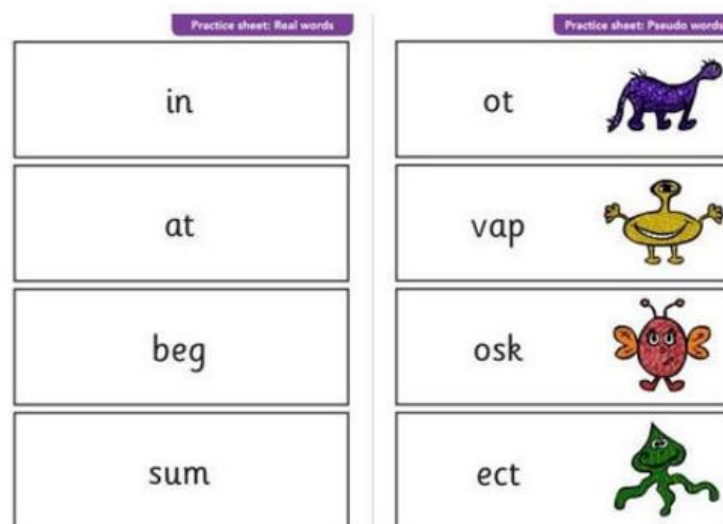 Practice sheet: Real words
in
at
beg
sum
Practice sheet: Pseudo words
ot
vap
osk
ect